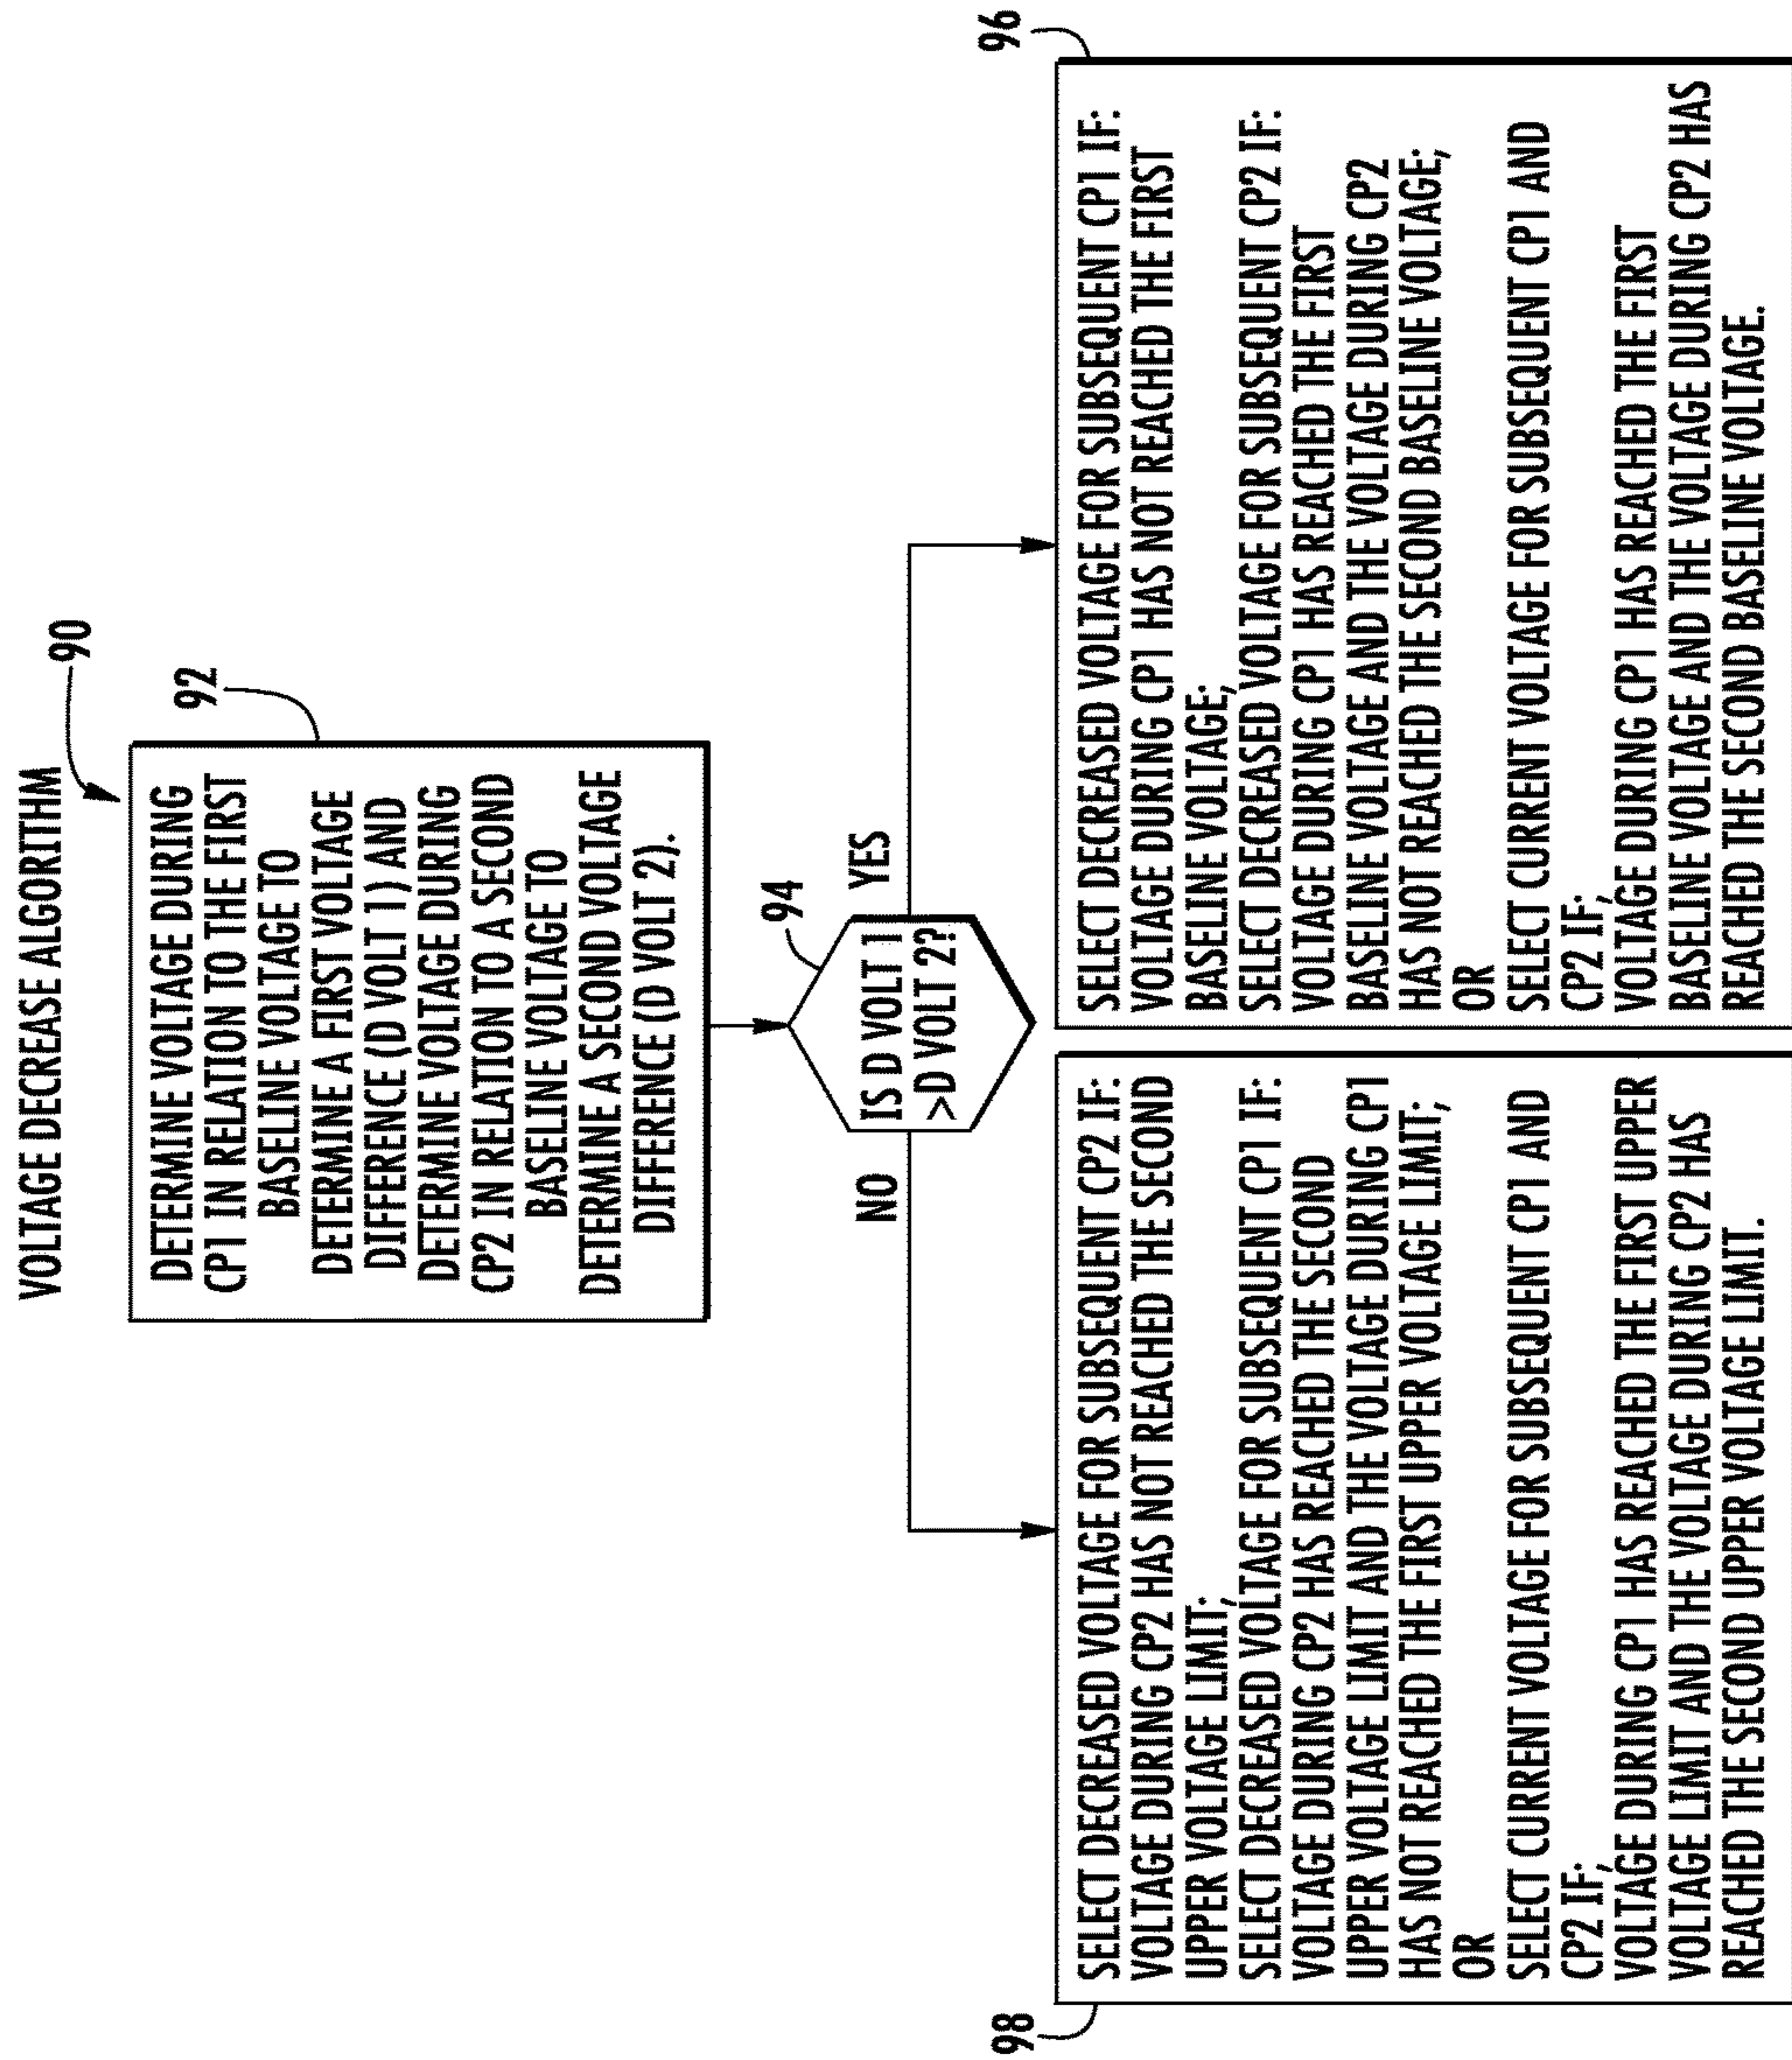 VOLTAGE DECREASE ALGORITHM
90
92
DETERMINE VOLTAGE DURING
CP1 IN RELATION TO THE FIRST
BASELINE VOLTAGE TO
DETERMINE A FIRST VOLTAGE
DIFFERENCE (D VOLT 1) AND
DETERMINE VOLTAGE DURING
CP2 IN RELATION TO A SECOND
BASELINE VOLTAGE TO
DETERMINE A SECOND VOLTAGE
DIFFERENCE (D VOLT 2).
94
IS D VOLT 1
>D VOLT 2?
NO
YES
98
SELECT DECREASED VOLTAGE FOR SUBSEQUENT CP2 IF:
VOLTAGE DURING CP2 HAS NOT REACHED THE SECOND
UPPER VOLTAGE LIMIT;
SELECT DECREASED VOLTAGE FOR SUBSEQUENT CP1 IF:
VOLTAGE DURING CP2 HAS REACHED THE SECOND
UPPER VOLTAGE LIMIT AND THE VOLTAGE DURING CP1
HAS NOT REACHED THE FIRST UPPER VOLTAGE LIMIT;
OR
SELECT CURRENT VOLTAGE FOR SUBSEQUENT CP1 AND
CP2 IF;
VOLTAGE DURING CP1 HAS REACHED THE FIRST UPPER
VOLTAGE LIMIT AND THE VOLTAGE DURING CP2 HAS
REACHED THE SECOND UPPER VOLTAGE LIMIT.
96
SELECT DECREASED VOLTAGE FOR SUBSEQUENT CP1 IF:
VOLTAGE DURING CP1 HAS NOT REACHED THE FIRST
BASELINE VOLTAGE;
SELECT DECREASED VOLTAGE FOR SUBSEQUENT CP2 IF:
VOLTAGE DURING CP1 HAS REACHED THE FIRST
BASELINE VOLTAGE AND THE VOLTAGE DURING CP2
HAS NOT REACHED THE SECOND BASELINE VOLTAGE;
OR
SELECT CURRENT VOLTAGE FOR SUBSEQUENT CP1 AND
CP2 IF;
VOLTAGE DURING CP1 HAS REACHED THE FIRST
BASELINE VOLTAGE AND THE VOLTAGE DURING CP2 HAS
REACHED THE SECOND BASELINE VOLTAGE.